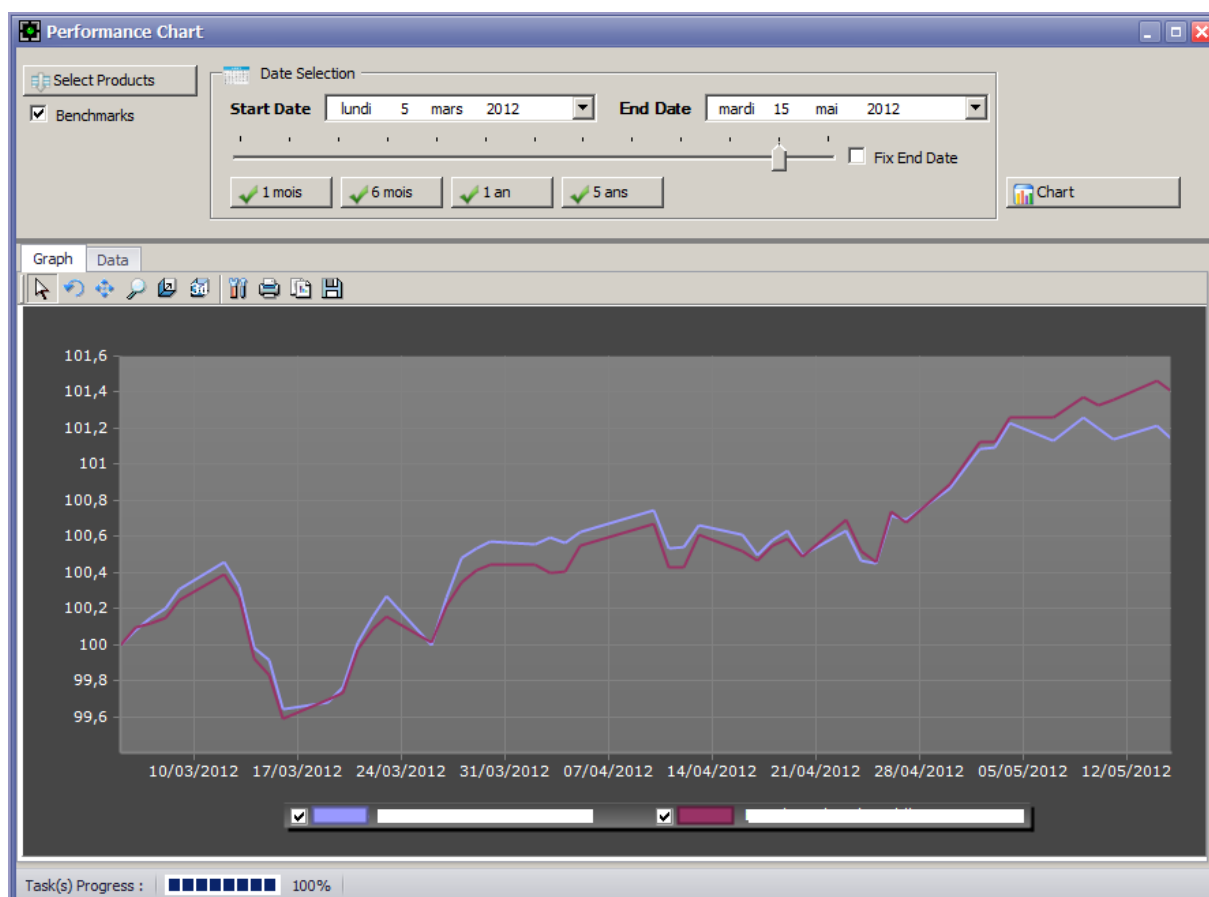 Performance Chart
Select Products
Benchmarks
Date Selection
Start Date lundi 5 mars 2012 End Date mardi 15 mai 2012
Fix End Date
1 mois 6 mois 1 an 5 ans
Chart
Graph Data
101,6
101,4
101,2
101
100,8
100,6
100,4
100,2
100
99,8
99,6
10/03/2012 17/03/2012 24/03/2012 31/03/2012 07/04/2012 14/04/2012 21/04/2012 28/04/2012 05/05/2012 12/05/2012
Task(s) Progress : 100%